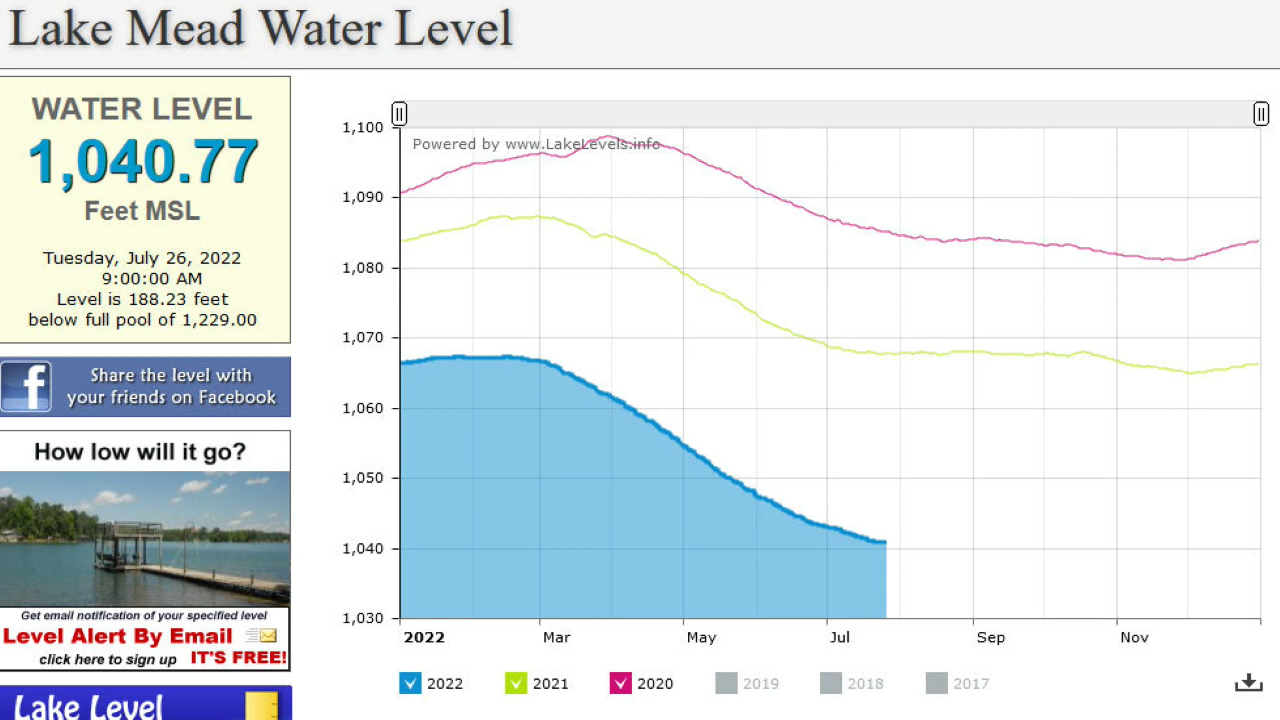 Lake Mead Water Level
WATER LEVEL
1,040.77
Feet MSL
Tuesday, July 26, 2022
9:00:00 AM
Level is 188.23 feet
below full pool of 1,229.00
Share the level with
your friends on Facebook
How low will it go?
Get email notification of your specified level
Level Alert By Email
click here to sign up IT'S FREE!
Lake Level
Powered by www.LakeLevels.info
1,100
1,090
1,080
1,070
1,060
1,050
1,040
1,030
2022 Mar May Jul Sep Nov
2022 2021 2020 2019 2018 2017